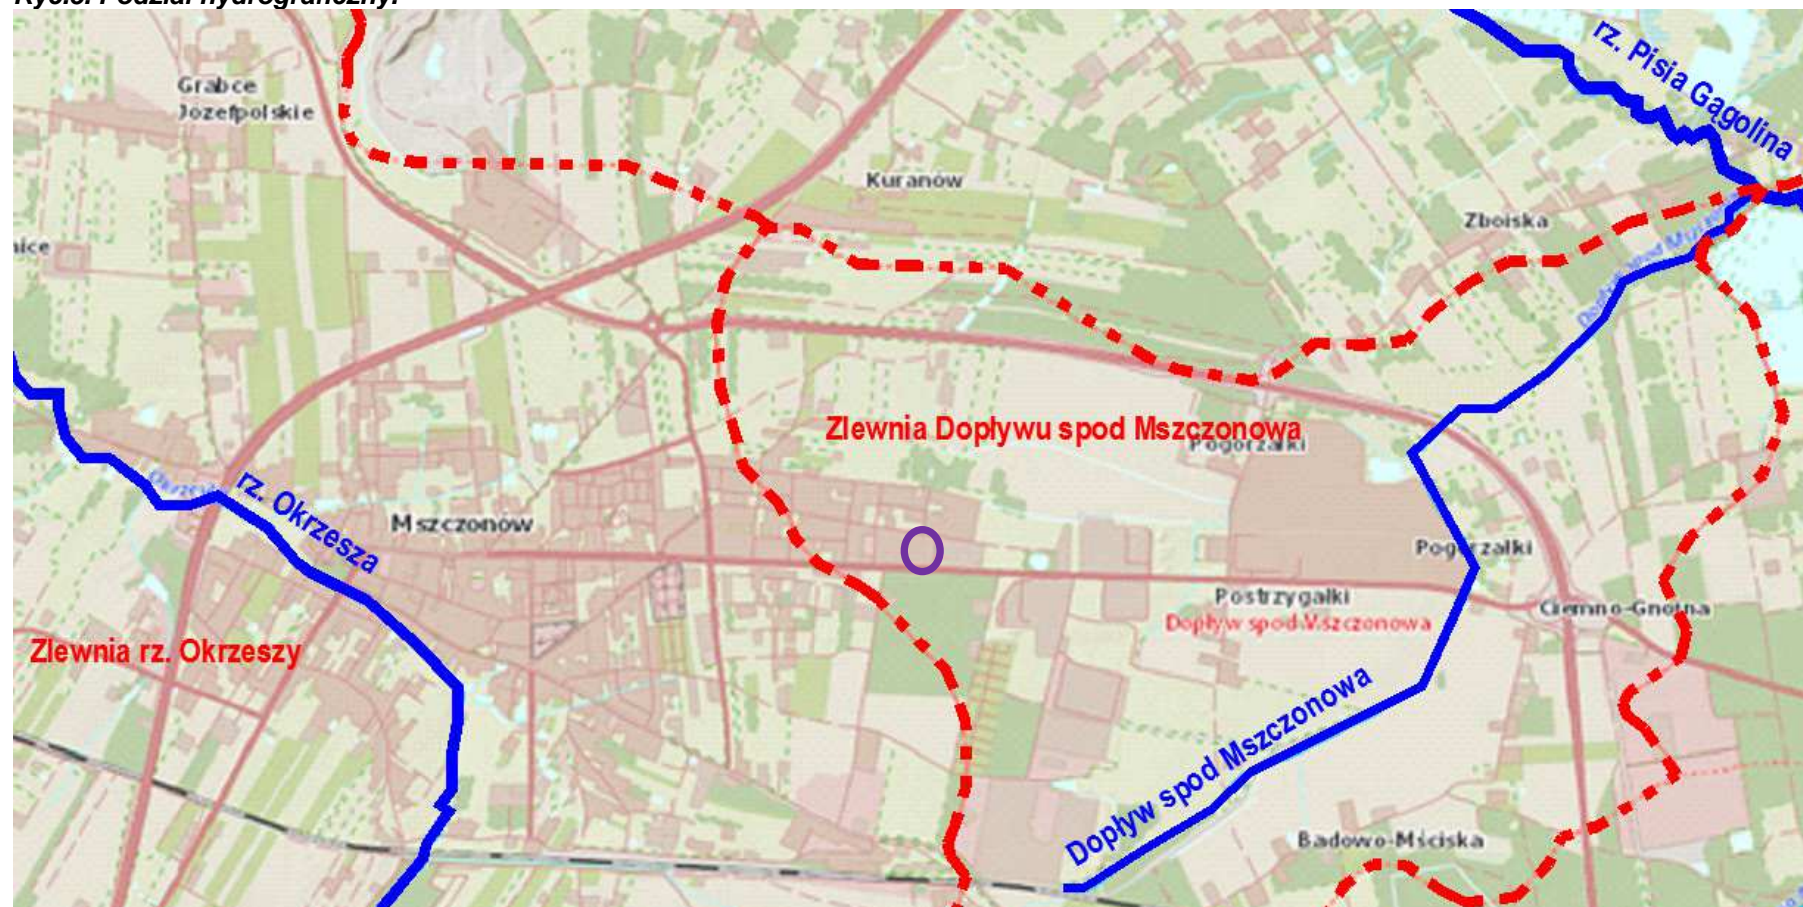 Grabce
Józefpolskie
rz. Pisia Gągolina
Kuranów
Zboiska
Zlewnia Dopływu spod Mszczonowa
Pogorzałki
rz. Okrzesza
Mszczonów
Pogorzałki
Postrzygałki
Dopływ spod Mszczonowa
Ciemno-Gnojna
Zlewnia rz. Okrzeszy
Dopływ spod Mszczonowa
Badowo-Mściska